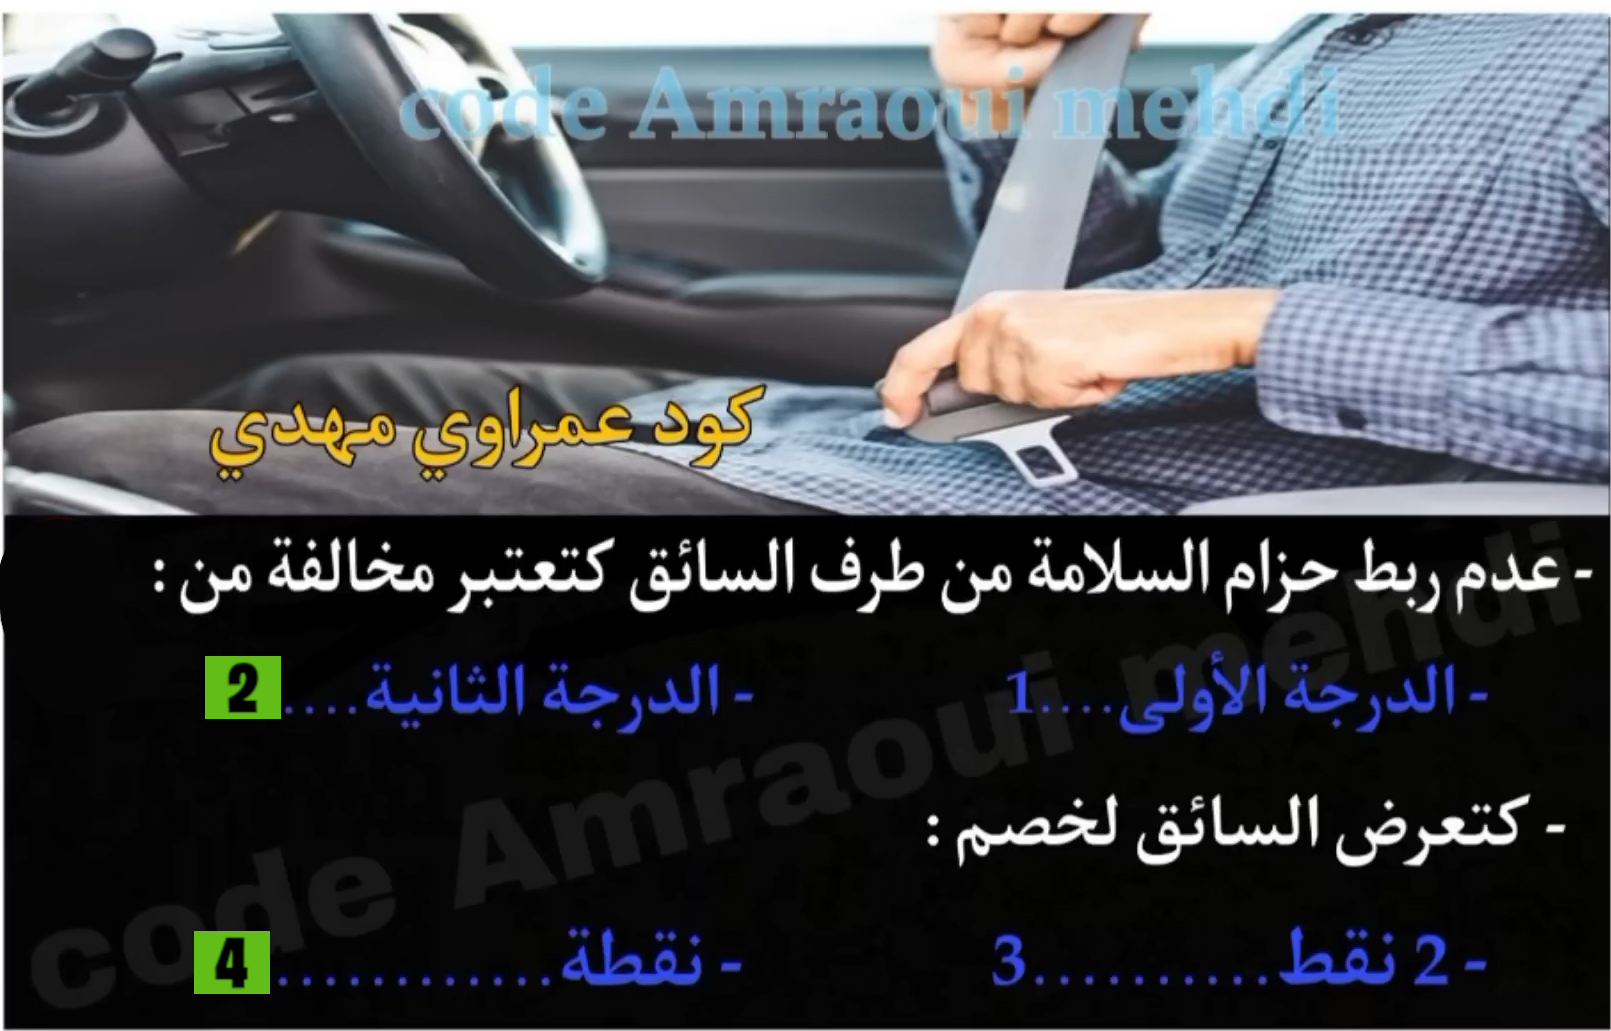 code Amraoui mehdi
كود عمراوي مهدي
- عدم ربط حزام السلامة من طرف السائق كتعتبر مخالفة من :
- الدرجة الأولى....1 - الدرجة الثانية....2
- كتعرض السائق لخصم :
- 2 نقط..........3 - نقطة............4
code Amraoui mehdi